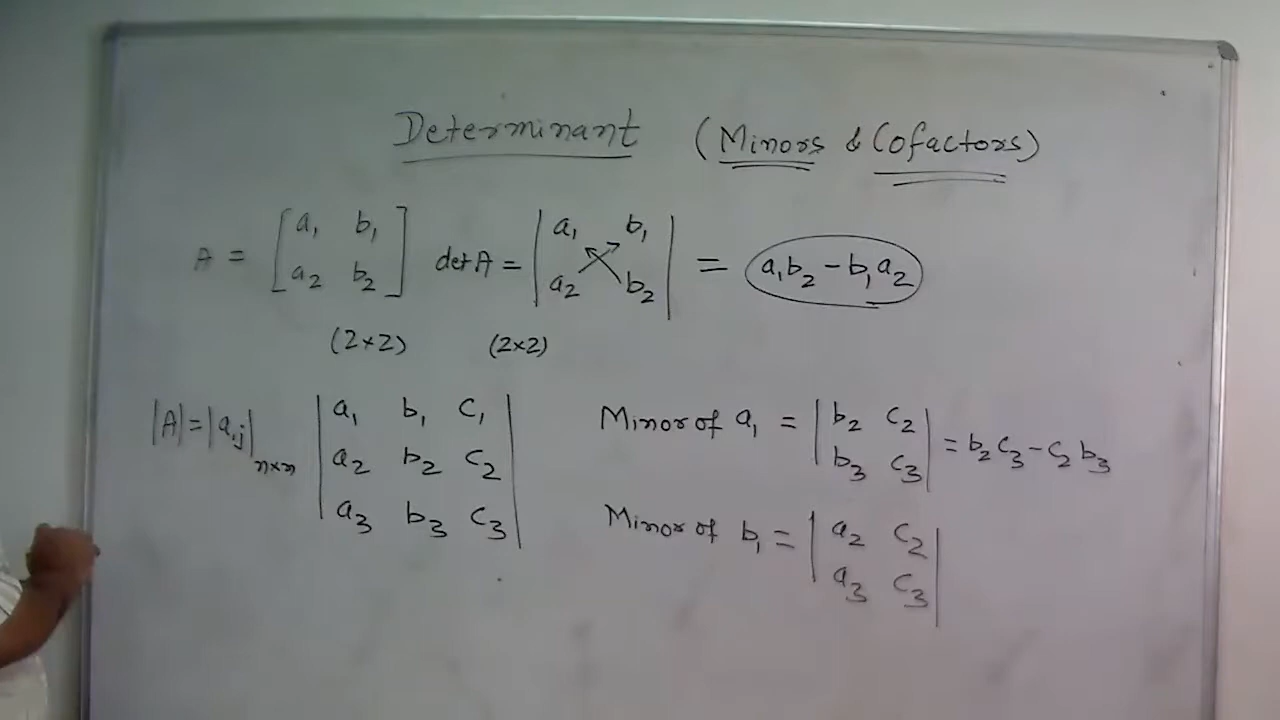 Determinant (Minors & Cofactors)
A = [a₁ b₁ det A = |a₁ b₁| = a₁b₂ - b₁a₂
a₂ b₂] |a₂ b₂|
(2×2) (2×2)
|A| = |aᵢⱼ|ₙₓₙ |a₁ b₁ c₁| Minor of a₁ = |b₂ c₂| = b₂c₃ - c₂b₃
|a₂ b₂ c₂| |b₃ c₃|
|a₃ b₃ c₃| Minor of b₁ = |a₂ c₂|
|a₃ c₃|